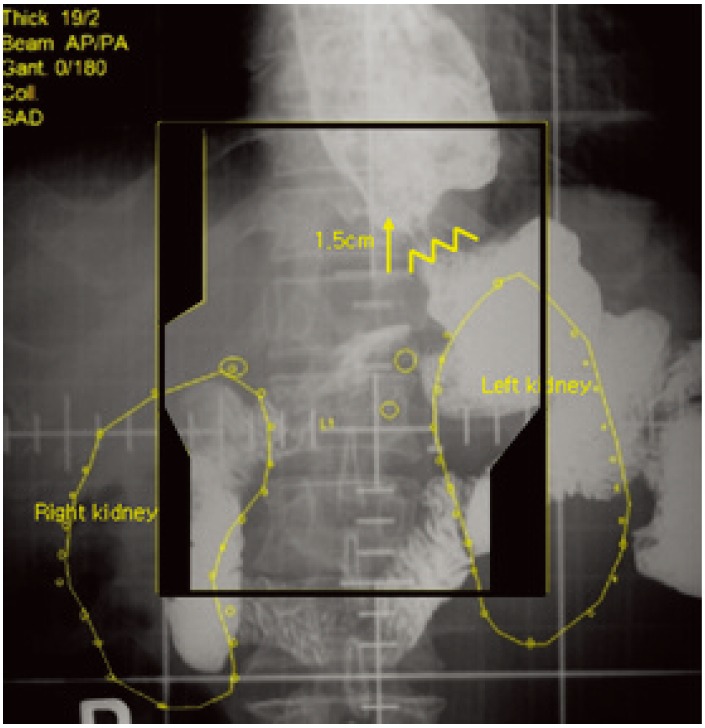 Thick 19/2
Beam AP/PA
Gant. 0/180
Coll.
SAD
1.5cm
Left kidney
L1
Right kidney